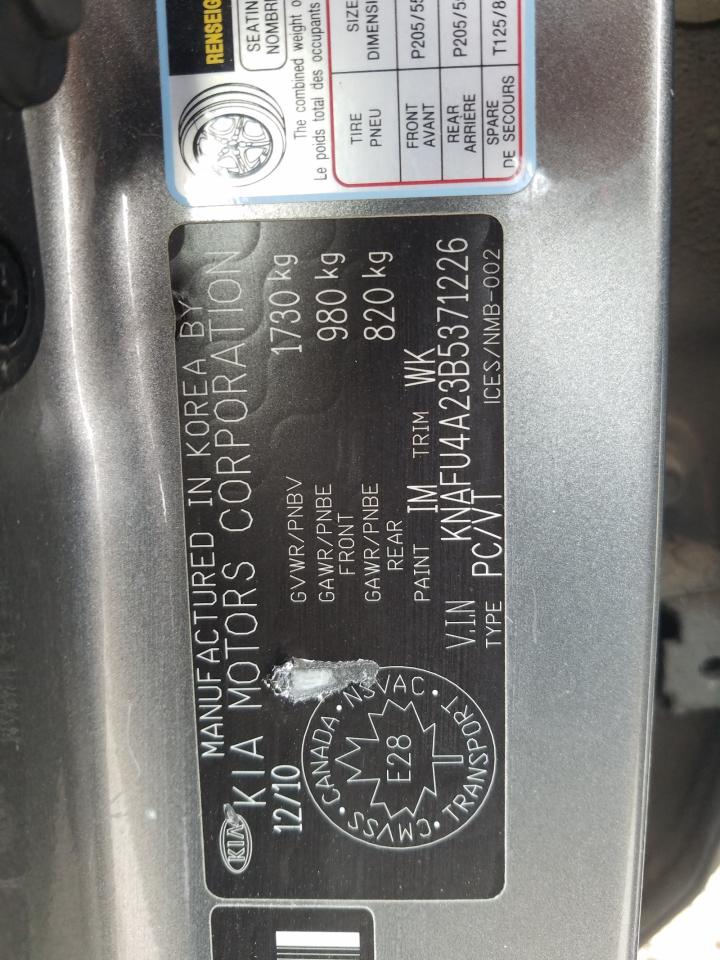 RENSEIG
SEATIN
NOMBR
The combined weight o
Le poids total des occupants
TIRE
PNEU
SIZE
DIMENSI
FRONT
AVANT
P205/55
REAR
ARRIÈRE
P205/5
SPARE
DE SECOURS
T125/8
MANUFACTURED IN KOREA BY
KIA KIA MOTORS CORPORATION
12/10
GVWR/PNBV 1730 kg
GAWR/PNBE 980 kg
FRONT
GAWR/PNBE 820 kg
REAR
PAINT IM TRIM WK
V.I.N KNAFU4A23B5371226
TYPE PC/VT ICES/NMB-002
CANADA · NSVAC ·
E28
T
CMVSS · TRANSPORT